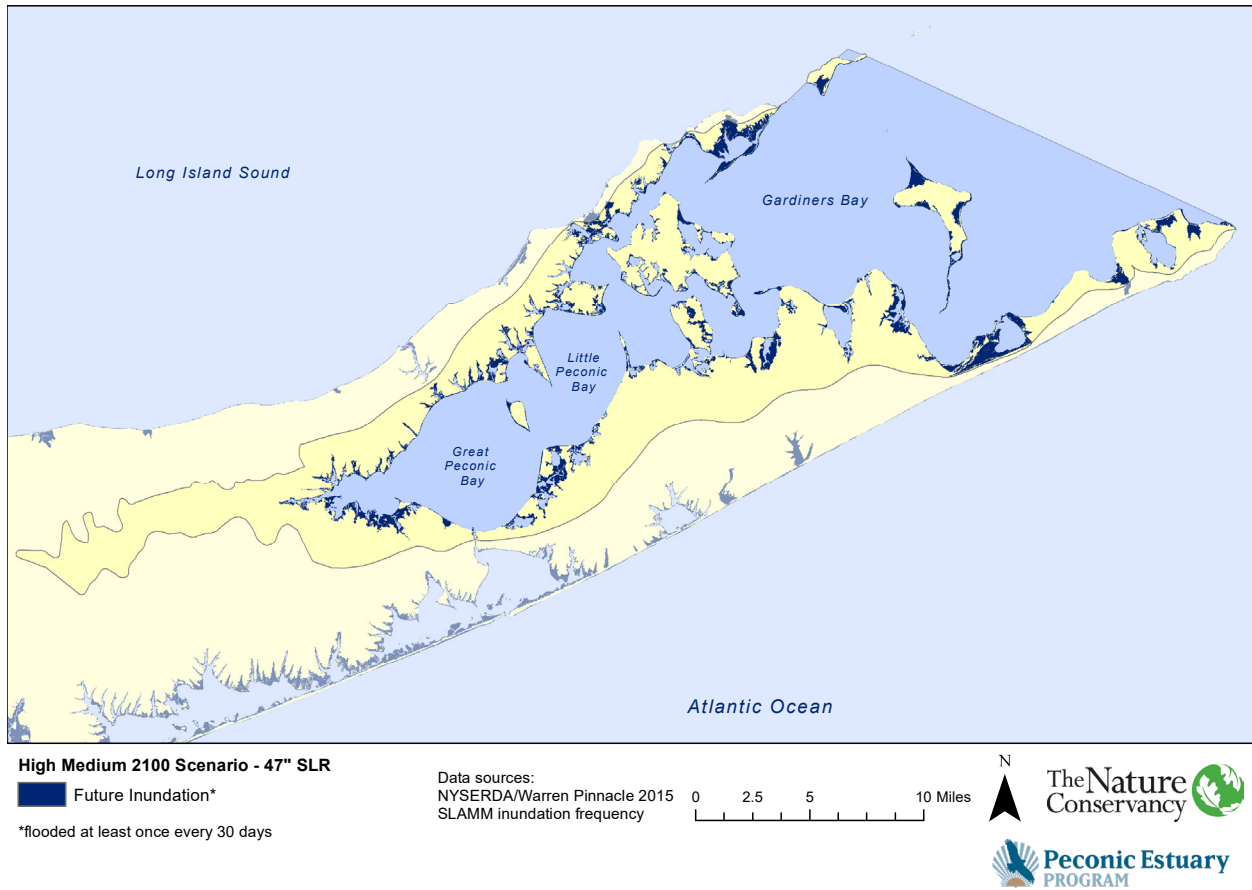 Long Island Sound
Gardiners Bay
Little
Peconic
Bay
Great
Peconic
Bay
Atlantic Ocean
High Medium 2100 Scenario - 47" SLR
Future Inundation*
*flooded at least once every 30 days
Data sources:
NYSERDA/Warren Pinnacle 2015
SLAMM inundation frequency
0 2.5 5 10 Miles
N
The Nature
Conservancy
Peconic Estuary
PROGRAM